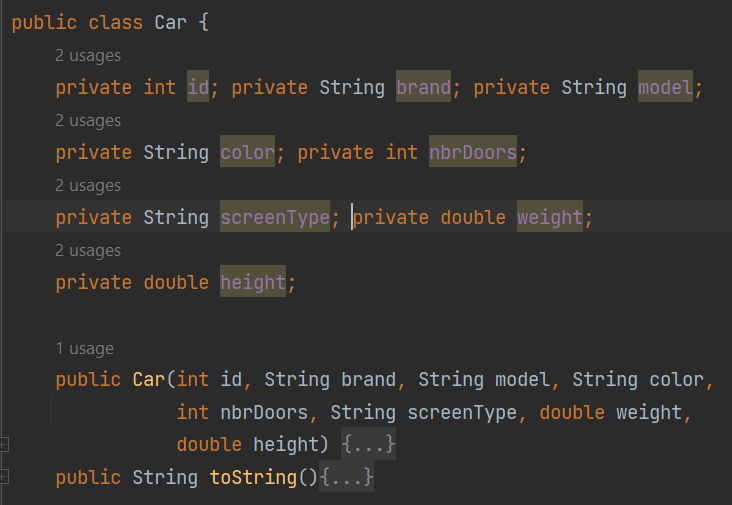 public class Car {
2 usages
private int id; private String brand; private String model;
2 usages
private String color; private int nbrDoors;
2 usages
private String screenType; private double weight;
2 usages
private double height;
1 usage
public Car(int id, String brand, String model, String color,
int nbrDoors, String screenType, double weight,
double height) {...}
public String toString(){...}